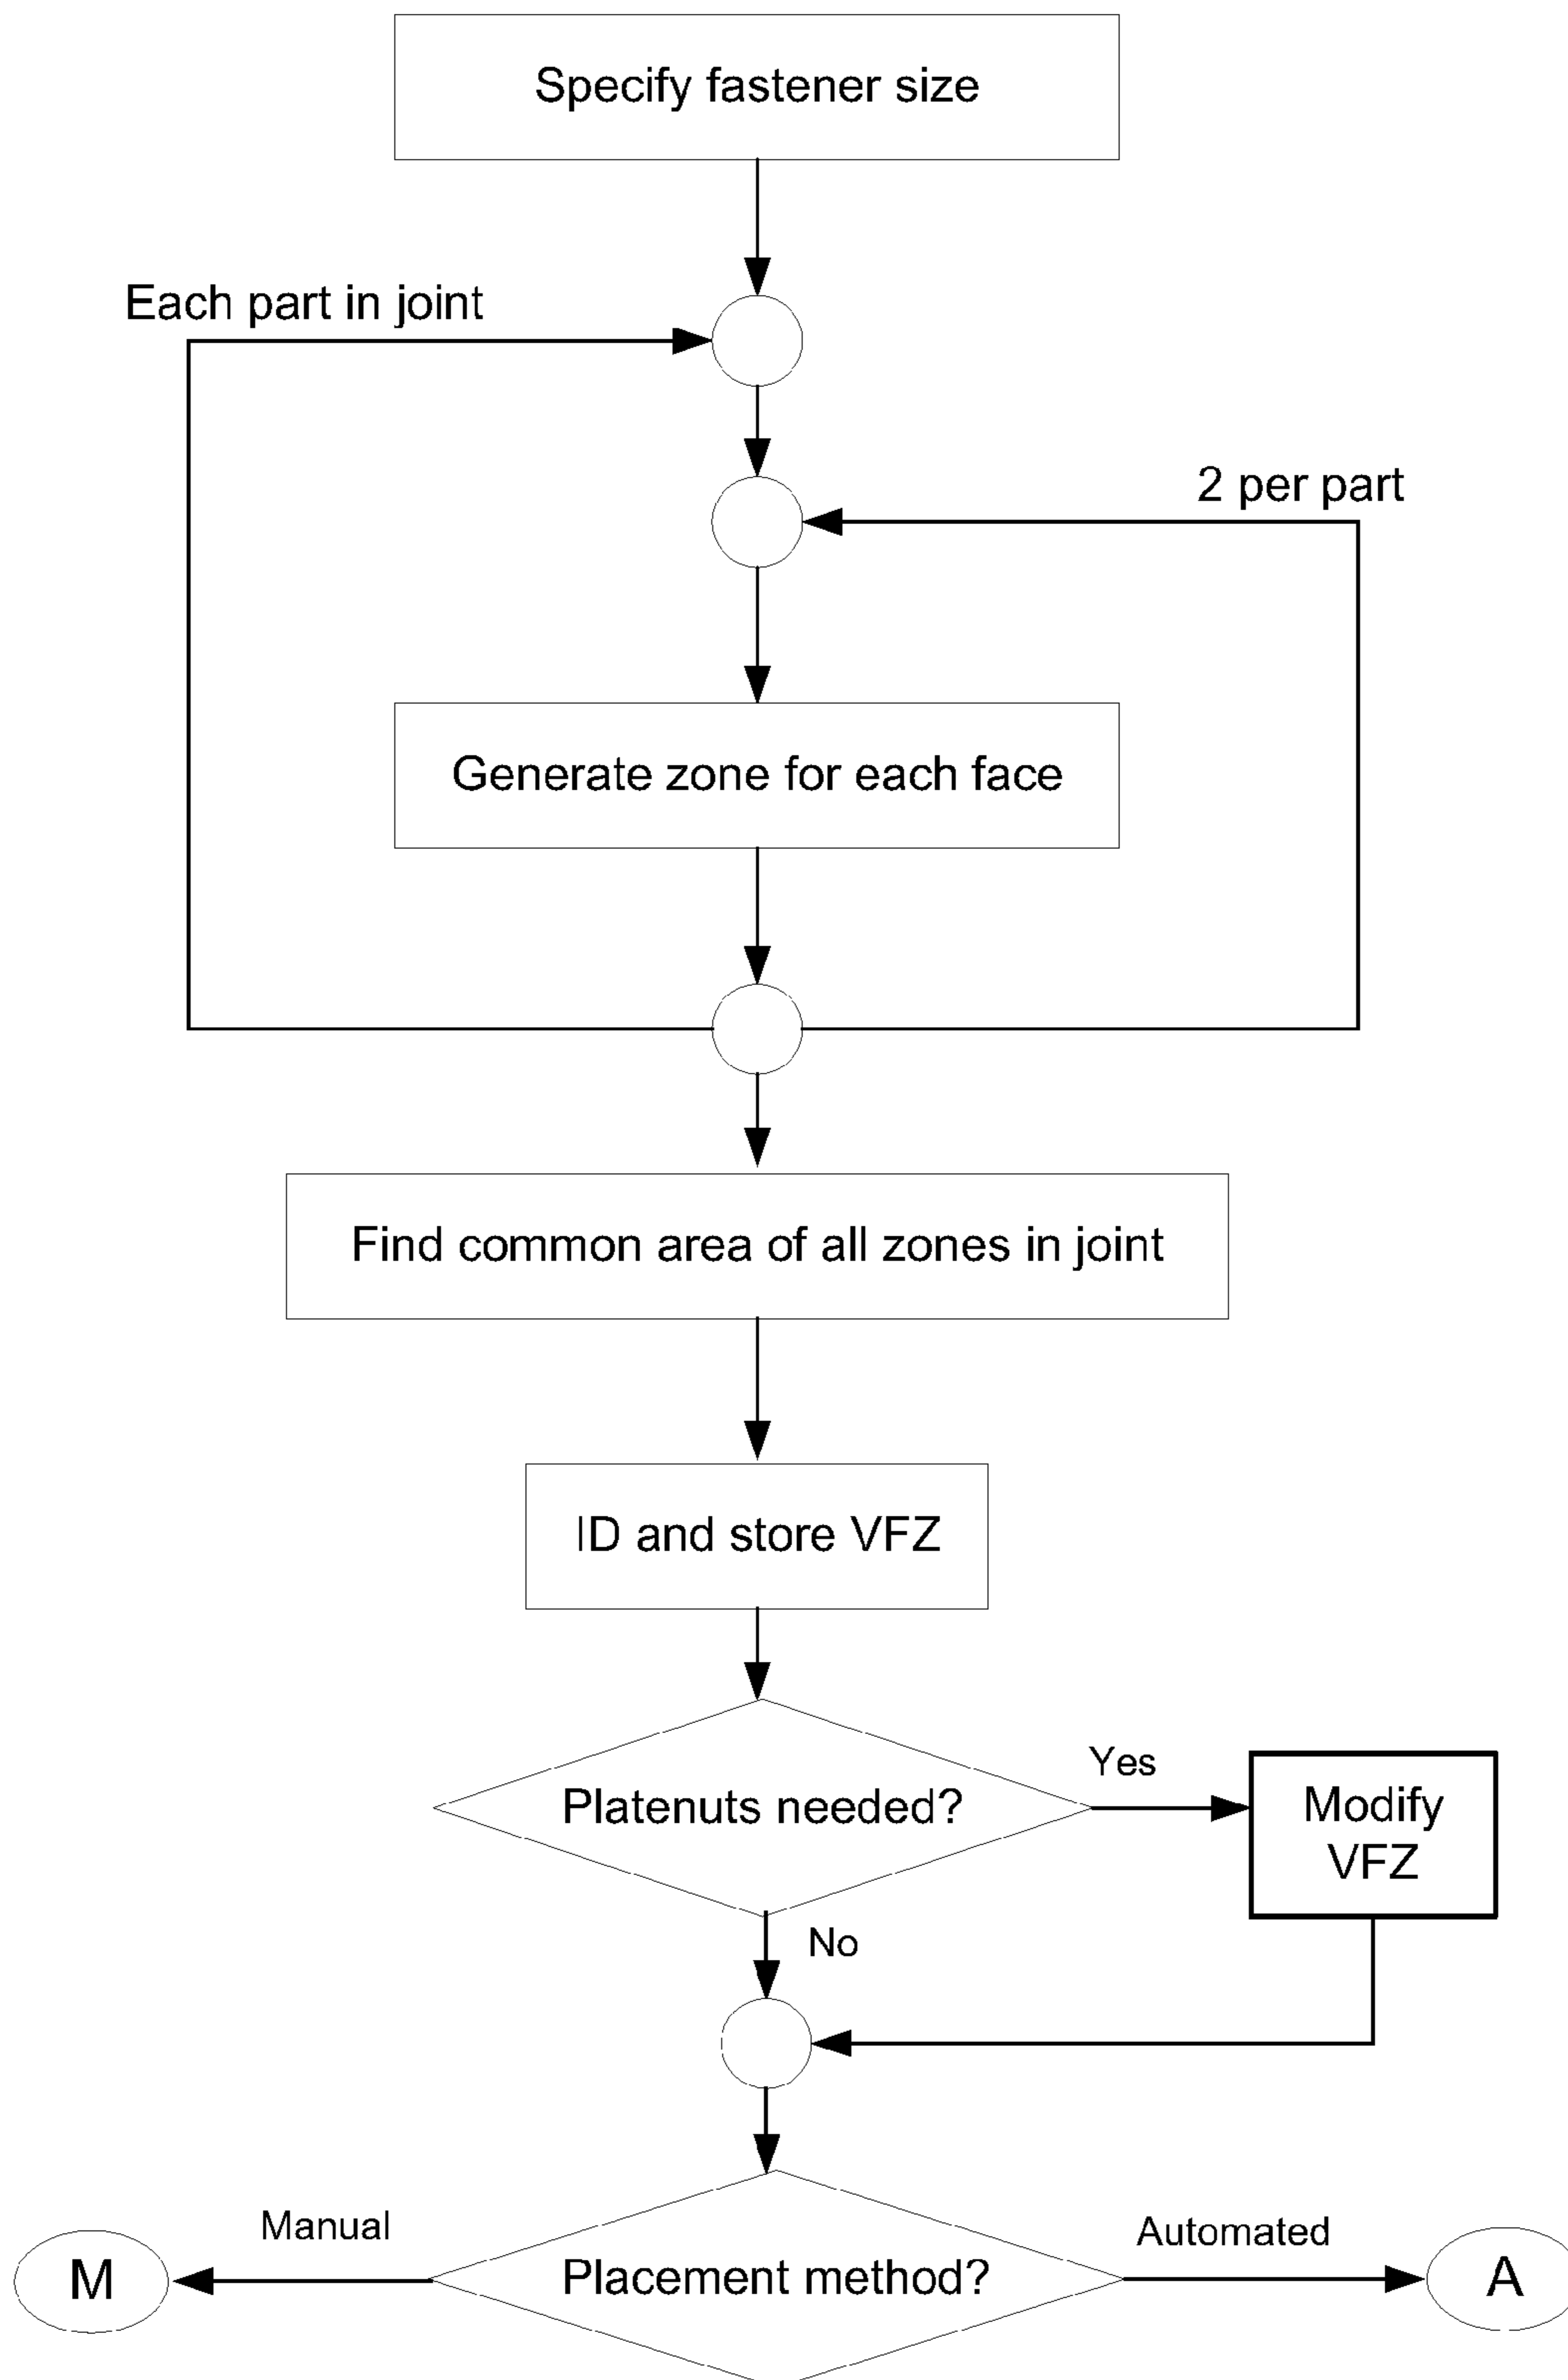 Specify fastener size
Each part in joint
2 per part
Generate zone for each face
Find common area of all zones in joint
ID and store VFZ
Platenuts needed?
Yes
Modify
VFZ
No
Manual
Automated
M
Placement method?
A